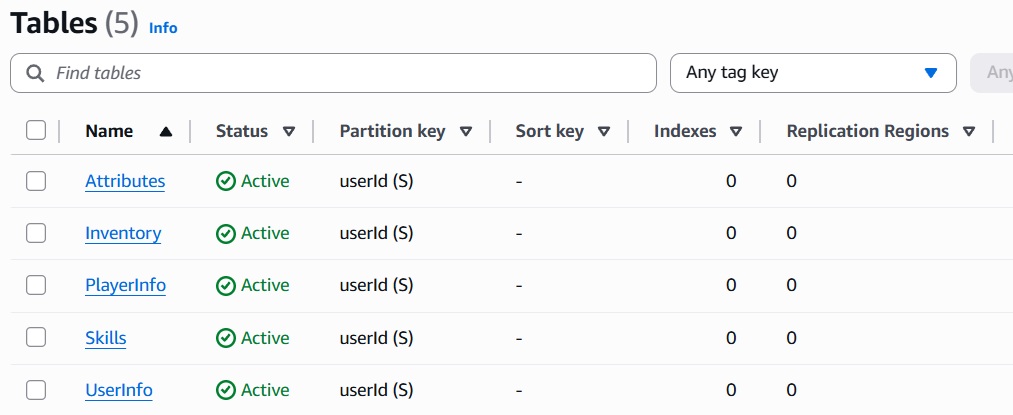 Tables (5) Info
Find tables Any tag key Any
Name Status Partition key Sort key Indexes Replication Regions
Attributes Active userId (S) - 0 0
Inventory Active userId (S) - 0 0
PlayerInfo Active userId (S) - 0 0
Skills Active userId (S) - 0 0
UserInfo Active userId (S) - 0 0